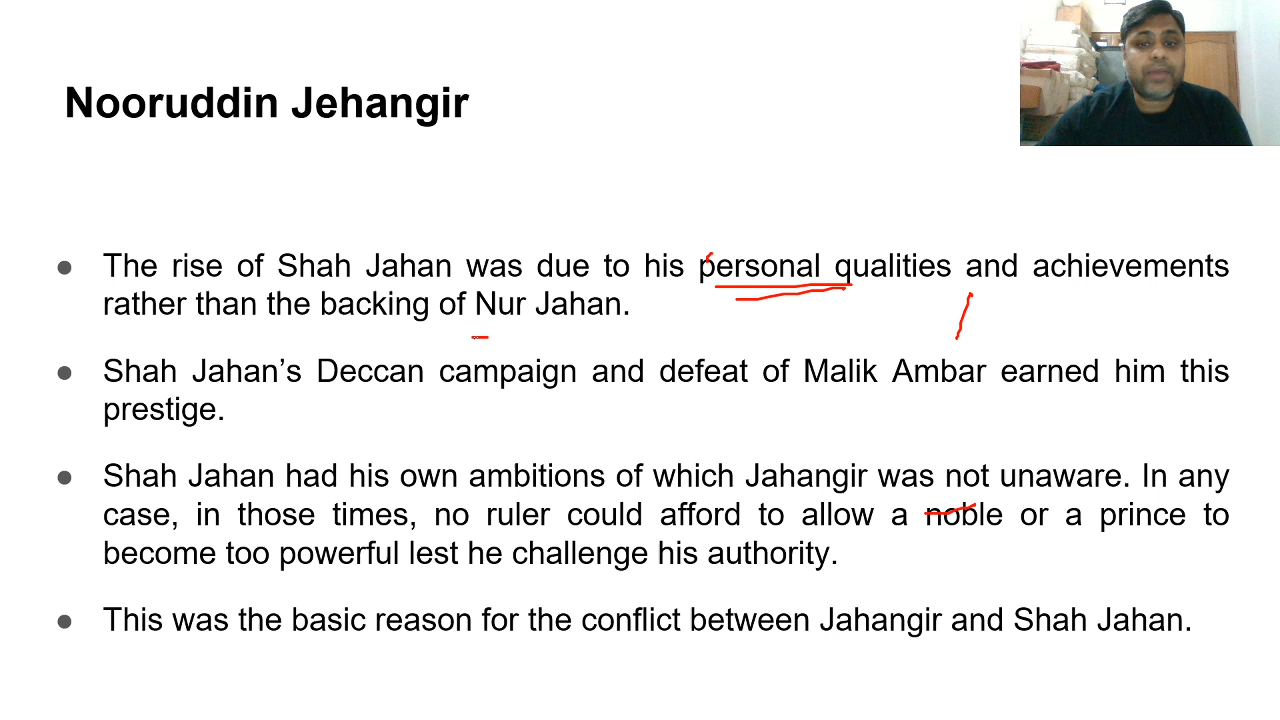 Nooruddin Jehangir
● The rise of Shah Jahan was due to his personal qualities and achievements
rather than the backing of Nur Jahan.
● Shah Jahan’s Deccan campaign and defeat of Malik Ambar earned him this
prestige.
● Shah Jahan had his own ambitions of which Jahangir was not unaware. In any
case, in those times, no ruler could afford to allow a noble or a prince to
become too powerful lest he challenge his authority.
● This was the basic reason for the conflict between Jahangir and Shah Jahan.